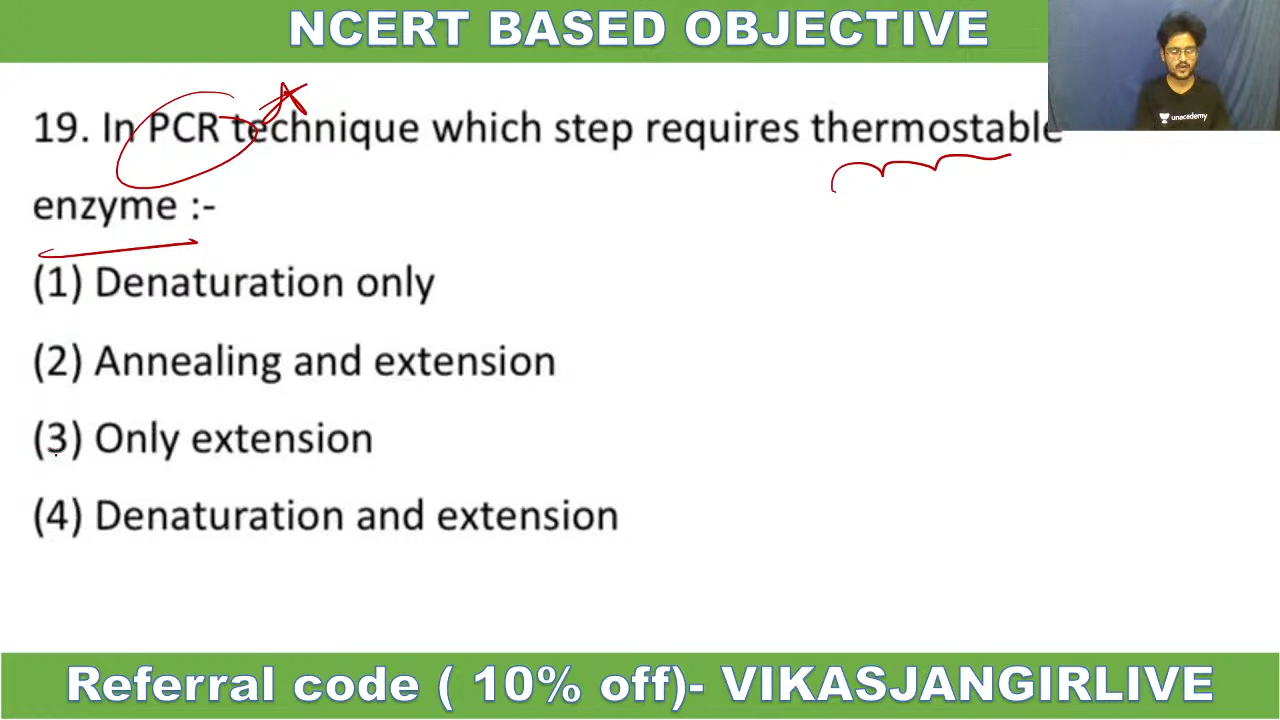 NCERT BASED OBJECTIVE
19. In PCR technique which step requires thermostable
enzyme :-
(1) Denaturation only
(2) Annealing and extension
(3) Only extension
(4) Denaturation and extension
unacademy
Referral code ( 10% off)- VIKASJANGIRLIVE